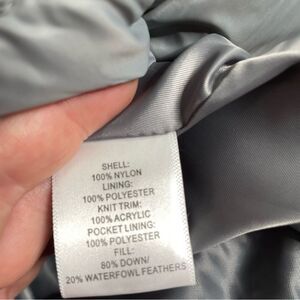 SHELL:
100% NYLON
LINING:
100% POLYESTER
KNIT TRIM:
100% ACRYLIC
POCKET LINING:
100% POLYESTER
FILL:
80% DOWN/
20% WATERFOWL FEATHERS